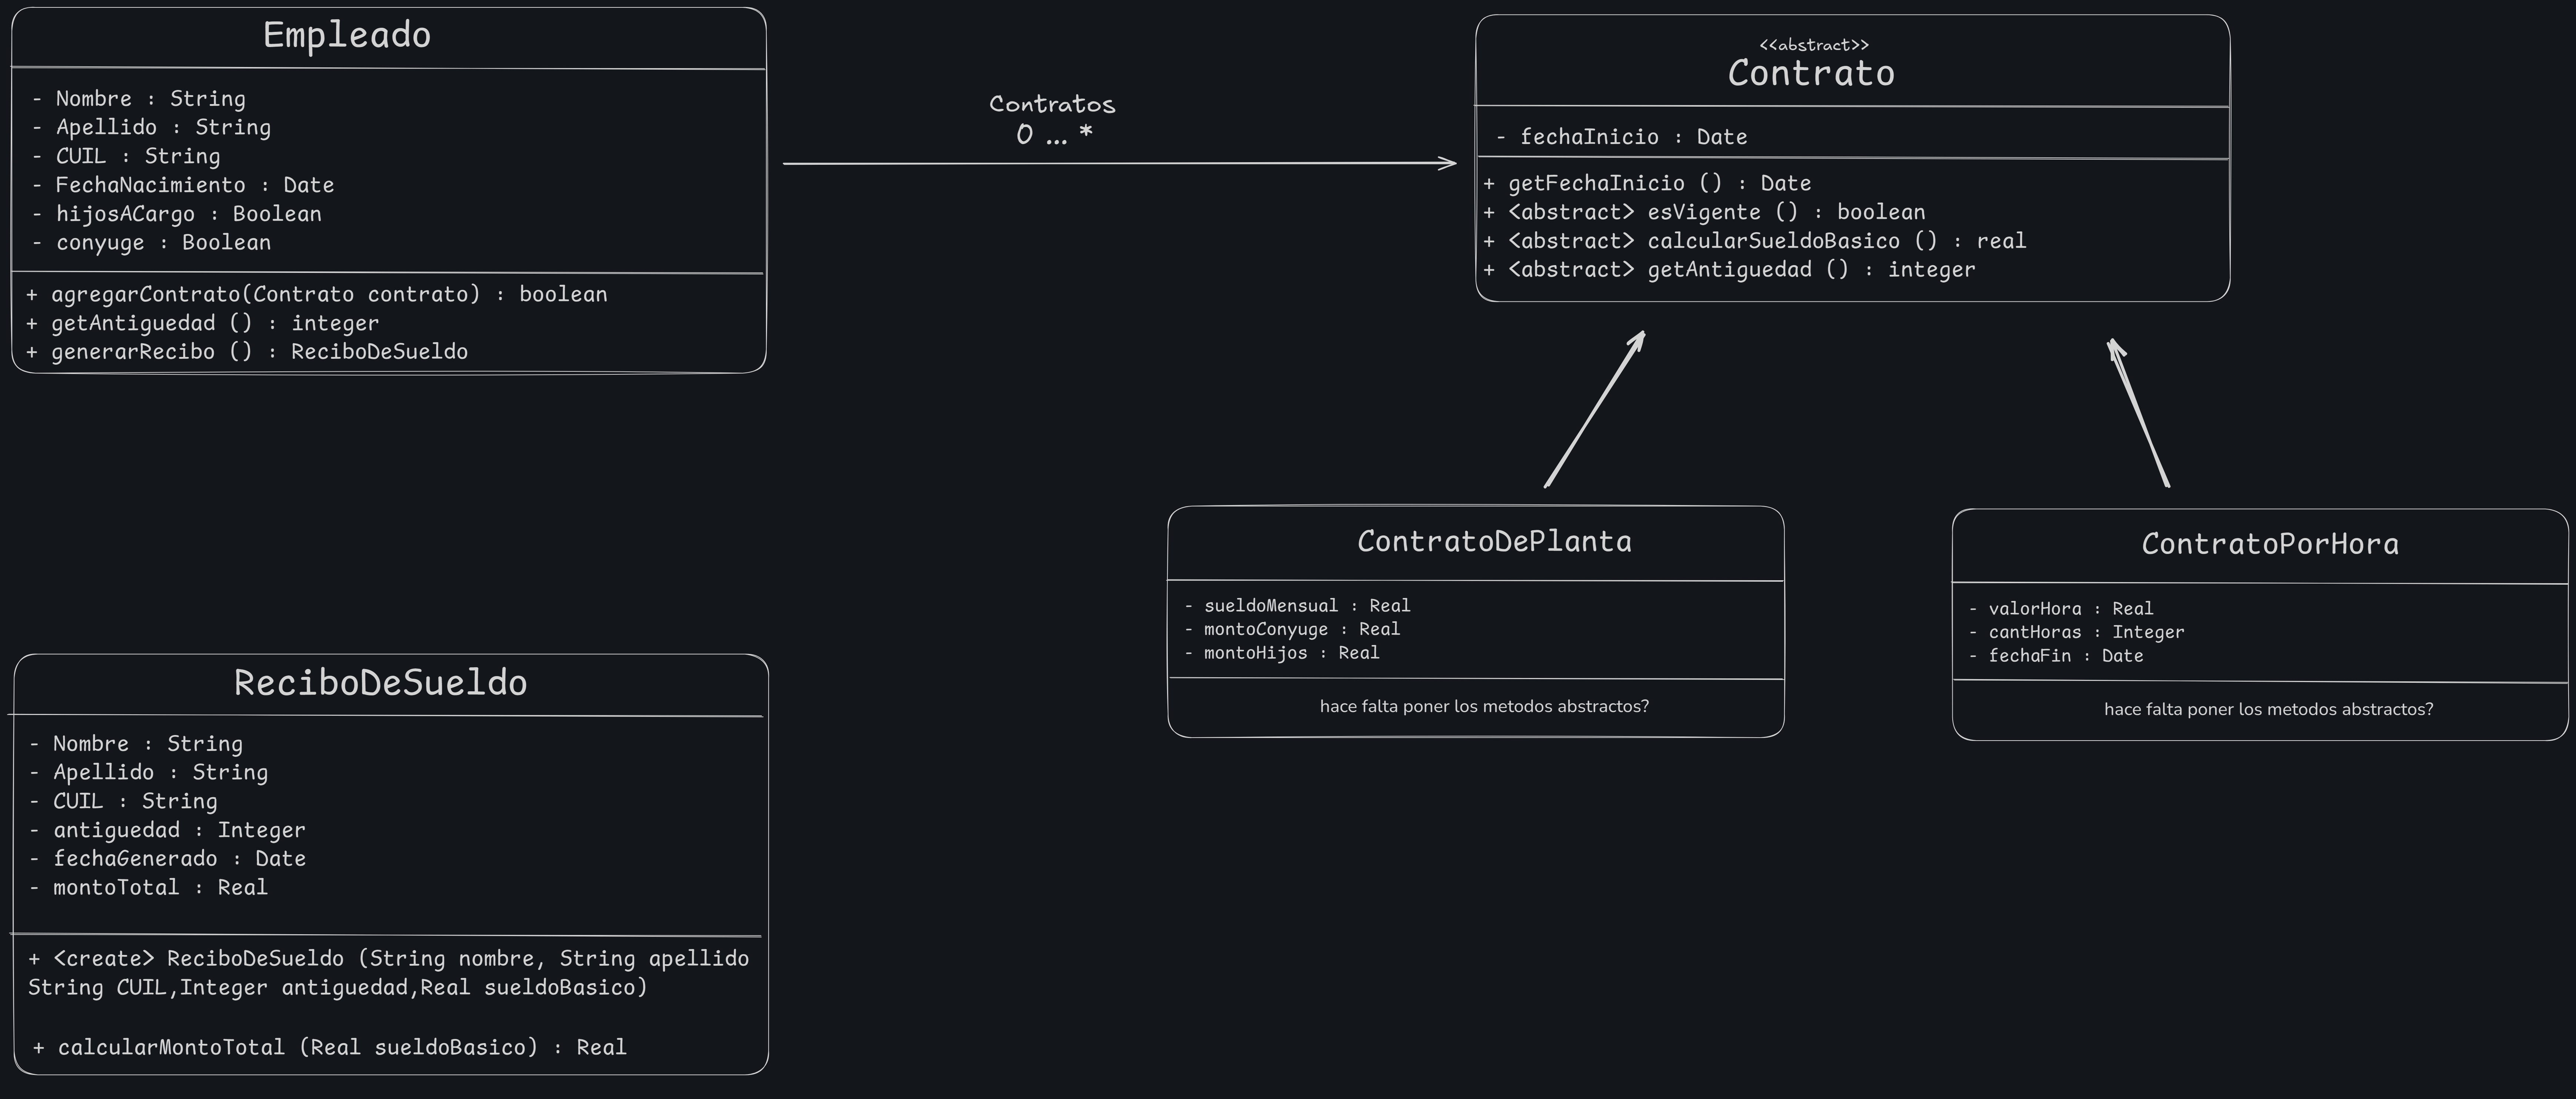 Empleado
- Nombre : String
- Apellido : String
- CUIL : String
- FechaNacimiento : Date
- hijosACargo : Boolean
- conyuge : Boolean
+ agregarContrato(Contrato contrato) : boolean
+ getAntiguedad () : integer
+ generarRecibo () : ReciboDeSueldo
Contratos
0 ... *
<<abstract>>
Contrato
- fechaInicio : Date
+ getFechaInicio () : Date
+ <abstract> esVigente () : boolean
+ <abstract> calcularSueldoBasico () : real
+ <abstract> getAntiguedad () : integer
ContratoDePlanta
- sueldoMensual : Real
- montoConyuge : Real
- montoHijos : Real
hace falta poner los metodos abstractos?
ContratoPorHora
- valorHora : Real
- cantHoras : Integer
- fechaFin : Date
hace falta poner los metodos abstractos?
ReciboDeSueldo
- Nombre : String
- Apellido : String
- CUIL : String
- antiguedad : Integer
- fechaGenerado : Date
- montoTotal : Real
+ <create> ReciboDeSueldo (String nombre, String apellido
String CUIL,Integer antiguedad,Real sueldoBasico)
+ calcularMontoTotal (Real sueldoBasico) : Real